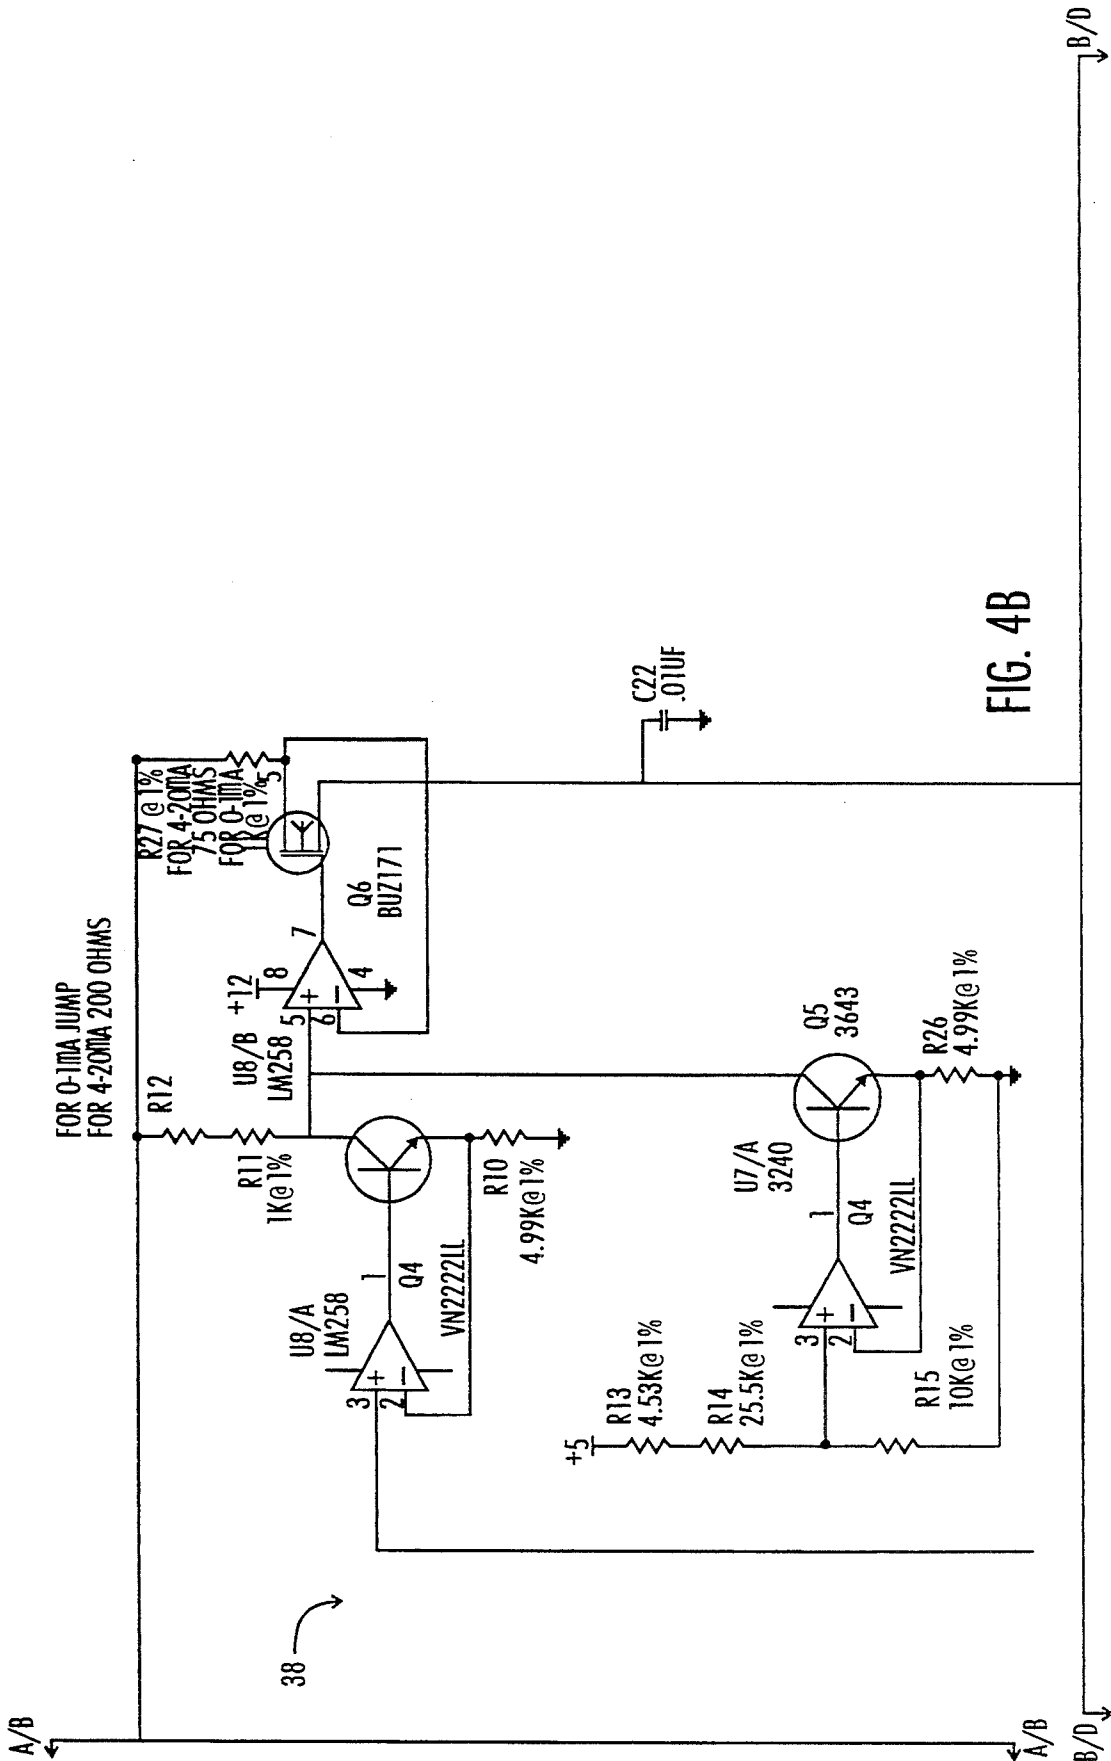 A/B
FOR 0-1mA JUMP
FOR 4-20mA 200 OHMS
R12
R11
1K@1%
R27 @ 1%
FOR 4-20mA
75 OHMS
FOR 0-1mA
K@1%
5
+12
8
U8/B
LM258
5
+
6
−
7
4
Q6
BUZ171
U8/A
LM258
3
+
2
−
1
Q4
VN2222LL
R10
4.99K@1%
38
C22
.01UF
+5
R13
4.53K@1%
R14
25.5K@1%
R15
10K@1%
U7/A
3240
3
+
2
−
1
Q4
VN2222LL
Q5
3643
R26
4.99K@1%
FIG. 4B
A/B
B/D
B/D